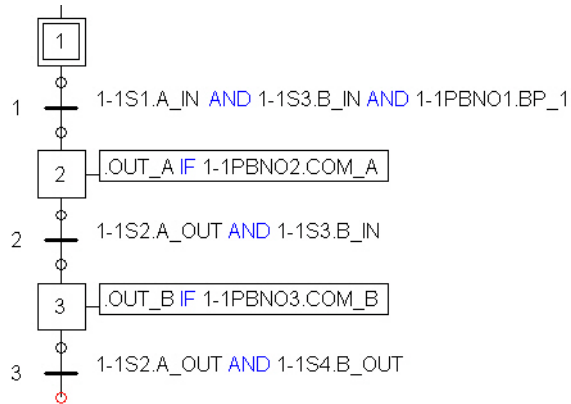 1
1 1-1S1.A_IN AND 1-1S3.B_IN AND 1-1PBNO1.BP_1
2 .OUT_A IF 1-1PBNO2.COM_A
2 1-1S2.A_OUT AND 1-1S3.B_IN
3 .OUT_B IF 1-1PBNO3.COM_B
3 1-1S2.A_OUT AND 1-1S4.B_OUT